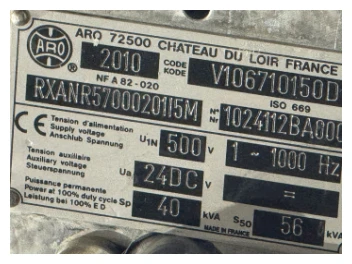 ARO
ARO 72500 CHATEAU DU LOIR FRANCE
2010 CODE KODE V106710150D
NF A 82-020 ISO 669
RXANR5700020115M N° Nr 1024112BA000
CE Tension d'alimentation Supply voltage Anschluß Spannung U1N 500 V 1 ~ 1000 Hz
Tension auxiliaire Auxiliary voltage Steuerspannung Ua 24DC V =
Puissance permanente Power at 100% duty cycle Leistung bei 100% ED Sp 40 kVA S50 56 kVA
MADE IN FRANCE